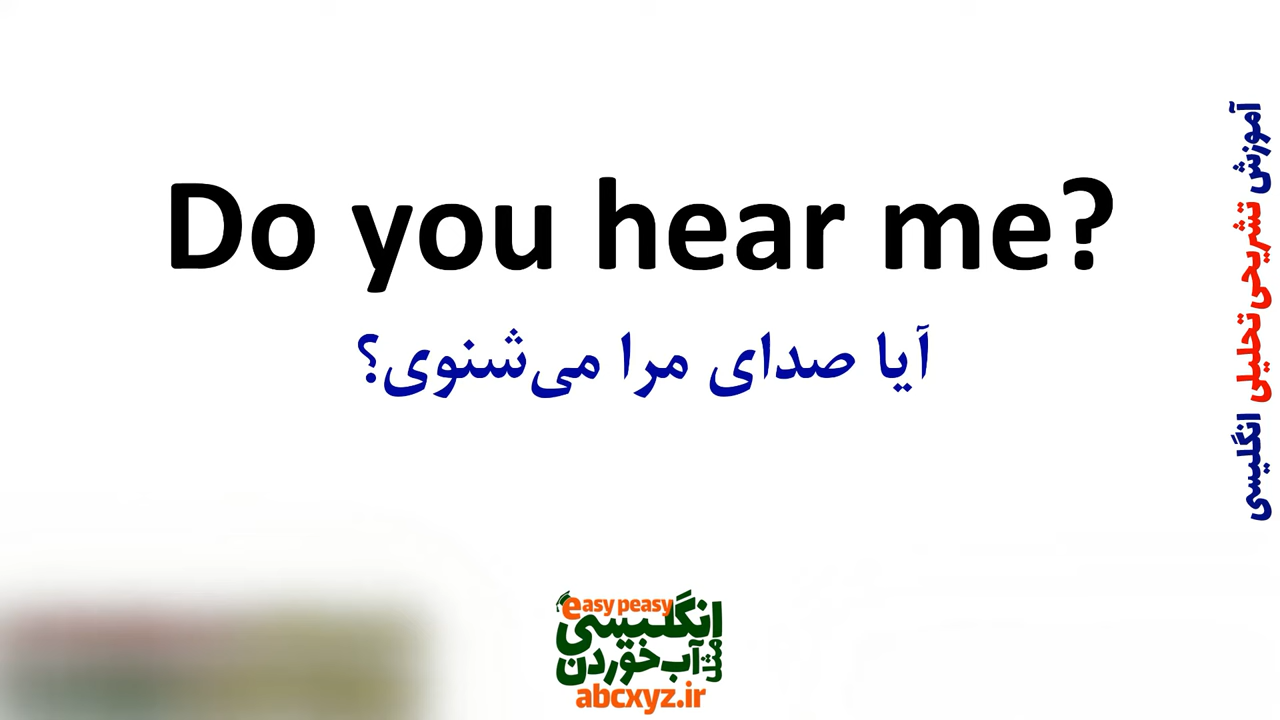 Do you hear me?
آیا صدای مرا می‌شنوی؟
آموزش تشریحی تحلیلی انگلیسی
easy peasy
انگلیسی
مثل آب خوردن
abcxyz.ir